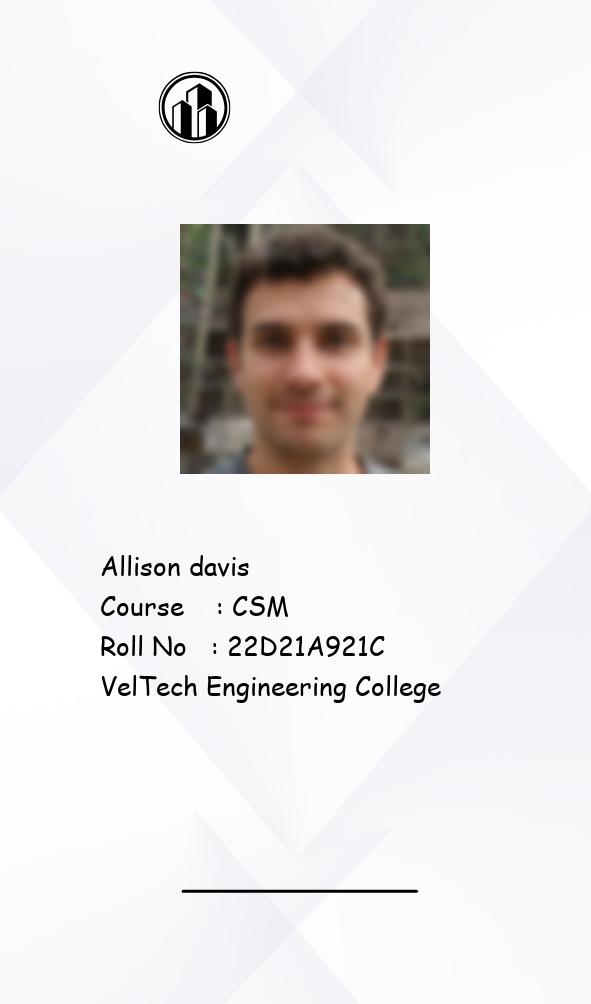 Allison davis
Course : CSM
Roll No : 22D21A921C
VelTech Engineering College